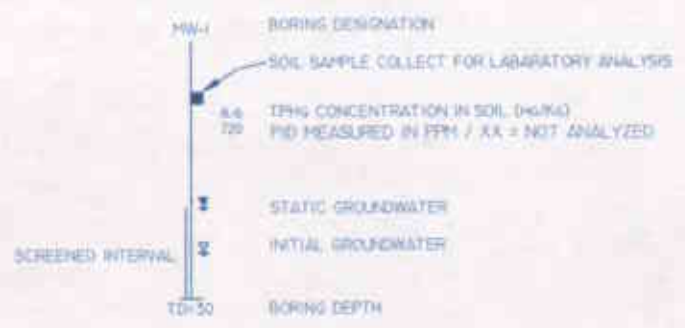 MW-1 BORING DESIGNATION
SOIL SAMPLE COLLECT FOR LABARATORY ANALYSIS
TPHG CONCENTRATION IN SOIL (MG/KG)
720 PID MEASURED IN PPM / XX = NOT ANALYZED
STATIC GROUNDWATER
INITIAL GROUNDWATER
SCREENED INTERVAL
TD=30 BORING DEPTH